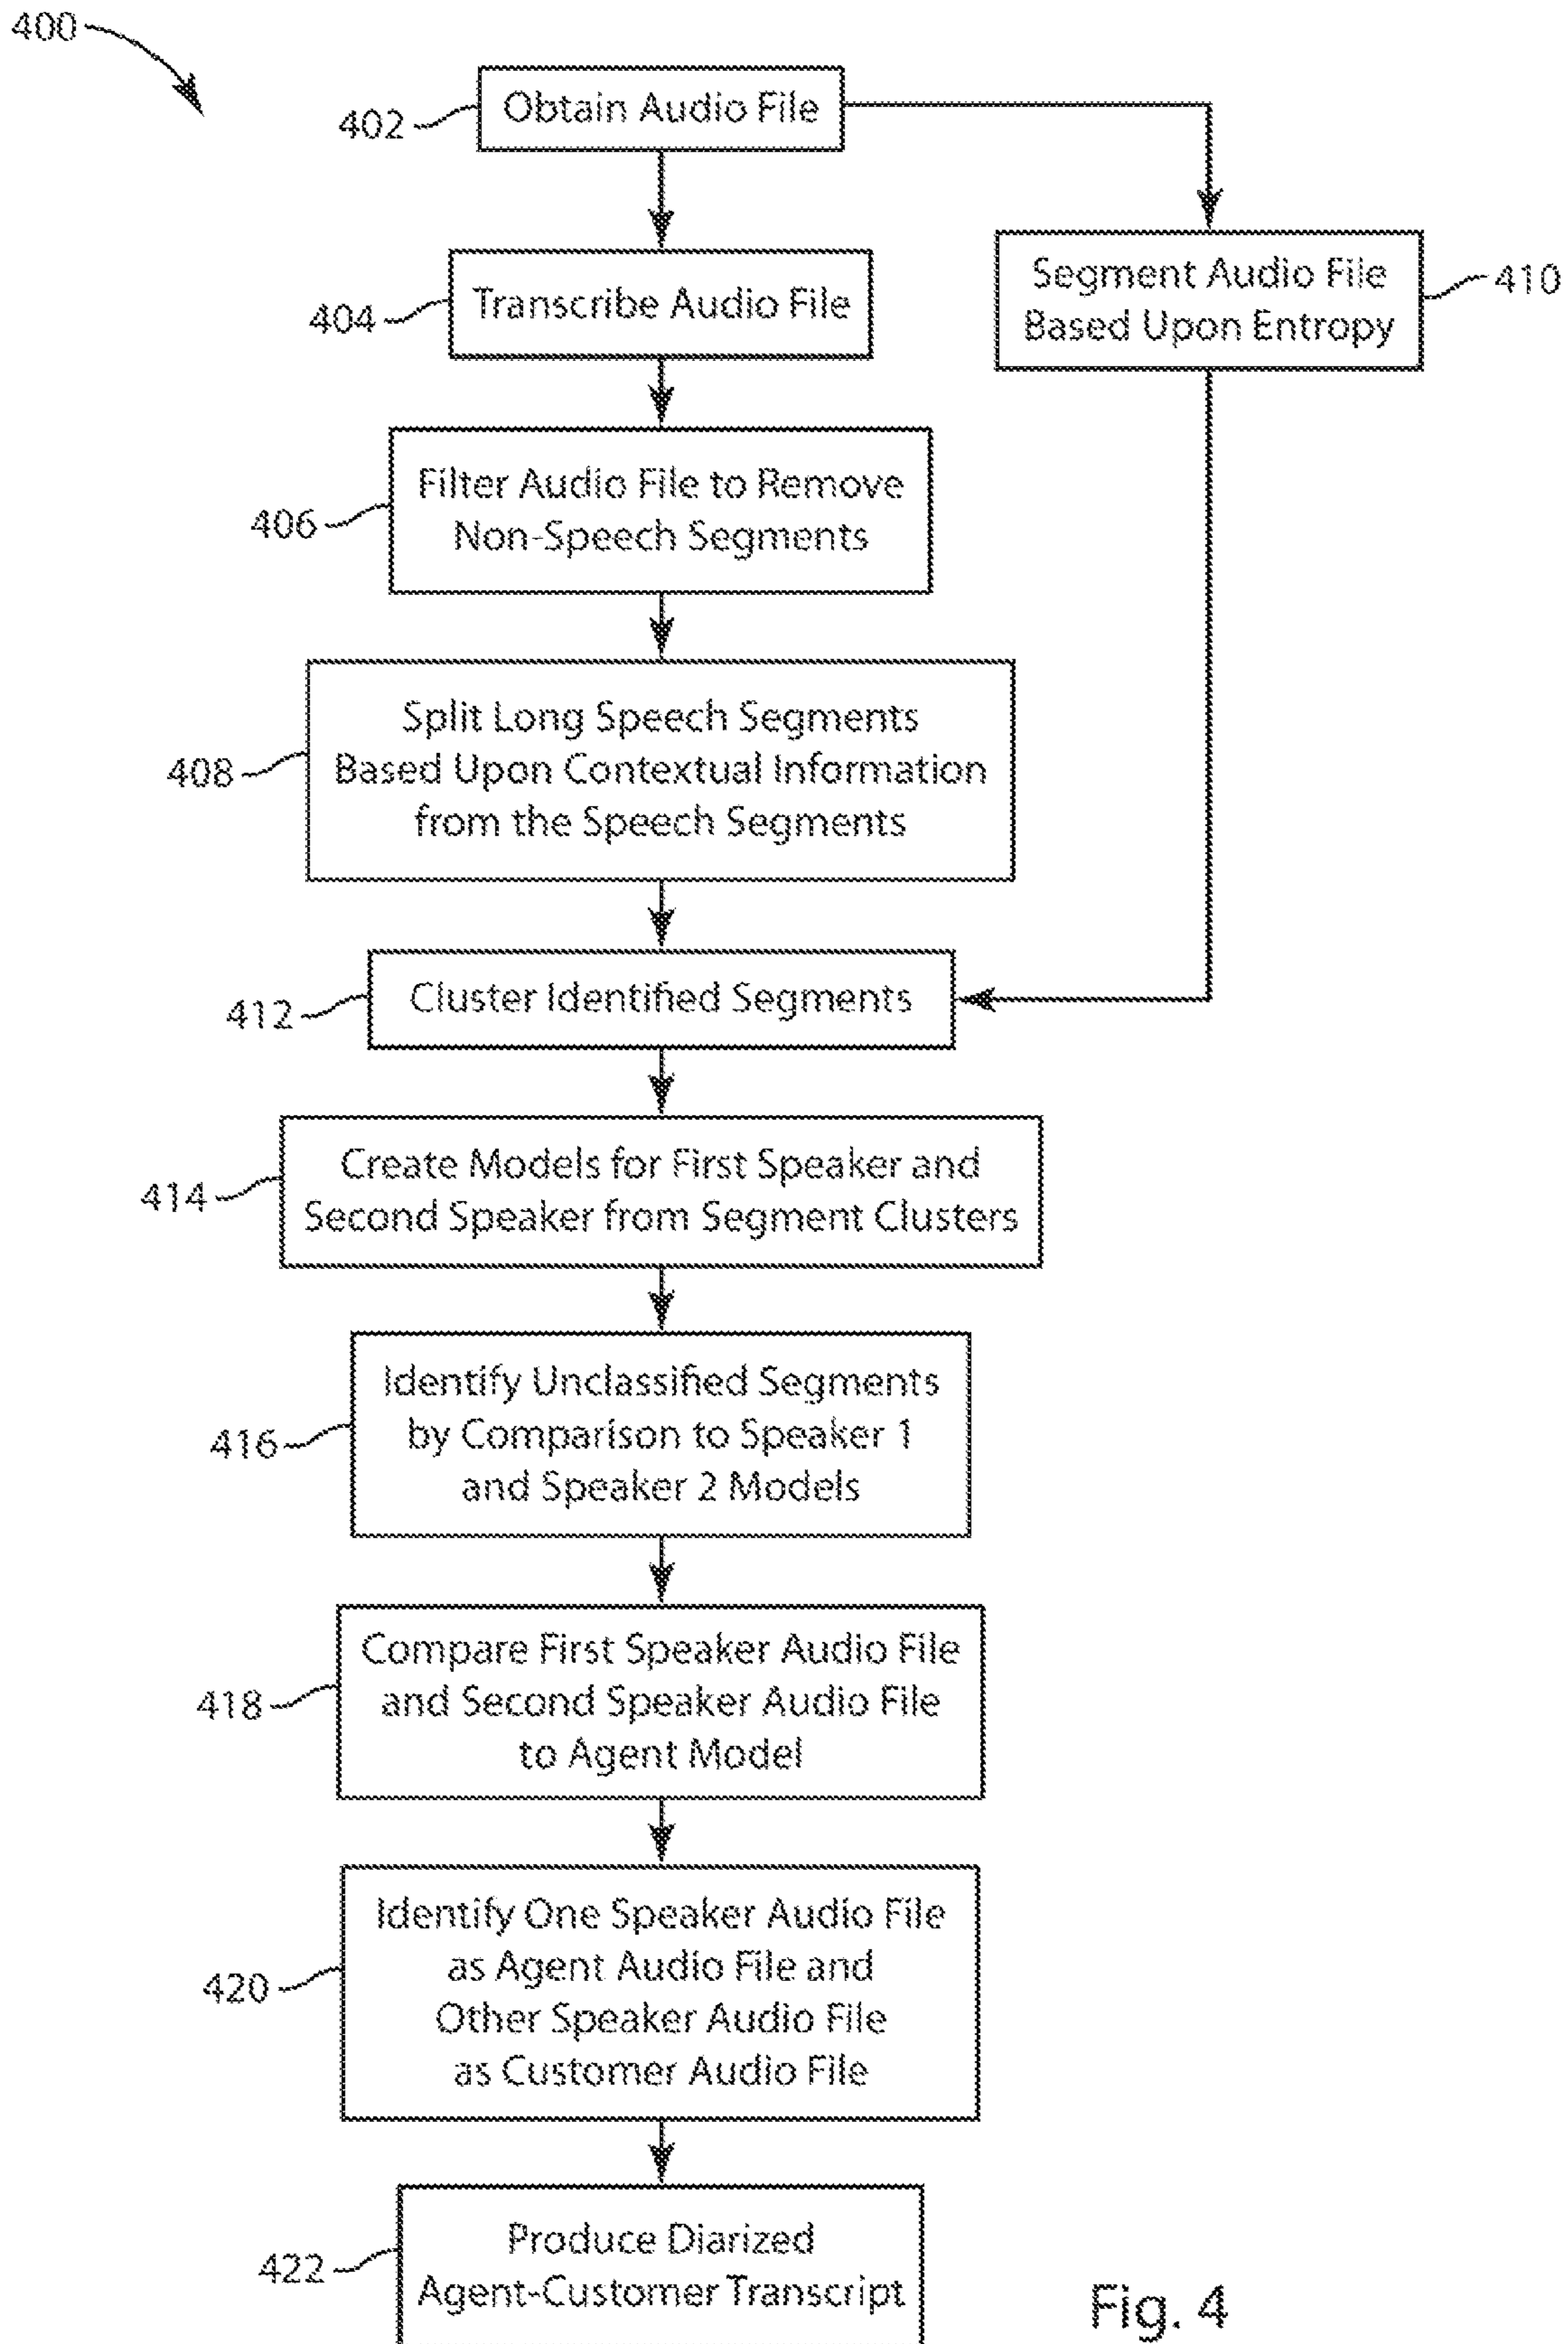 400
402
Obtain Audio File
404
Transcribe Audio File
Segment Audio File
Based Upon Entropy
410
406
Filter Audio File to Remove
Non-Speech Segments
408
Split Long Speech Segments
Based Upon Contextual Information
from the Speech Segments
412
Cluster Identified Segments
414
Create Models for First Speaker and
Second Speaker from Segment Clusters
416
Identify Unclassified Segments
by Comparison to Speaker 1
and Speaker 2 Models
418
Compare First Speaker Audio File
and Second Speaker Audio File
to Agent Model
420
Identify One Speaker Audio File
as Agent Audio File and
Other Speaker Audio File
as Customer Audio File
422
Produce Diarized
Agent-Customer Transcript
Fig. 4